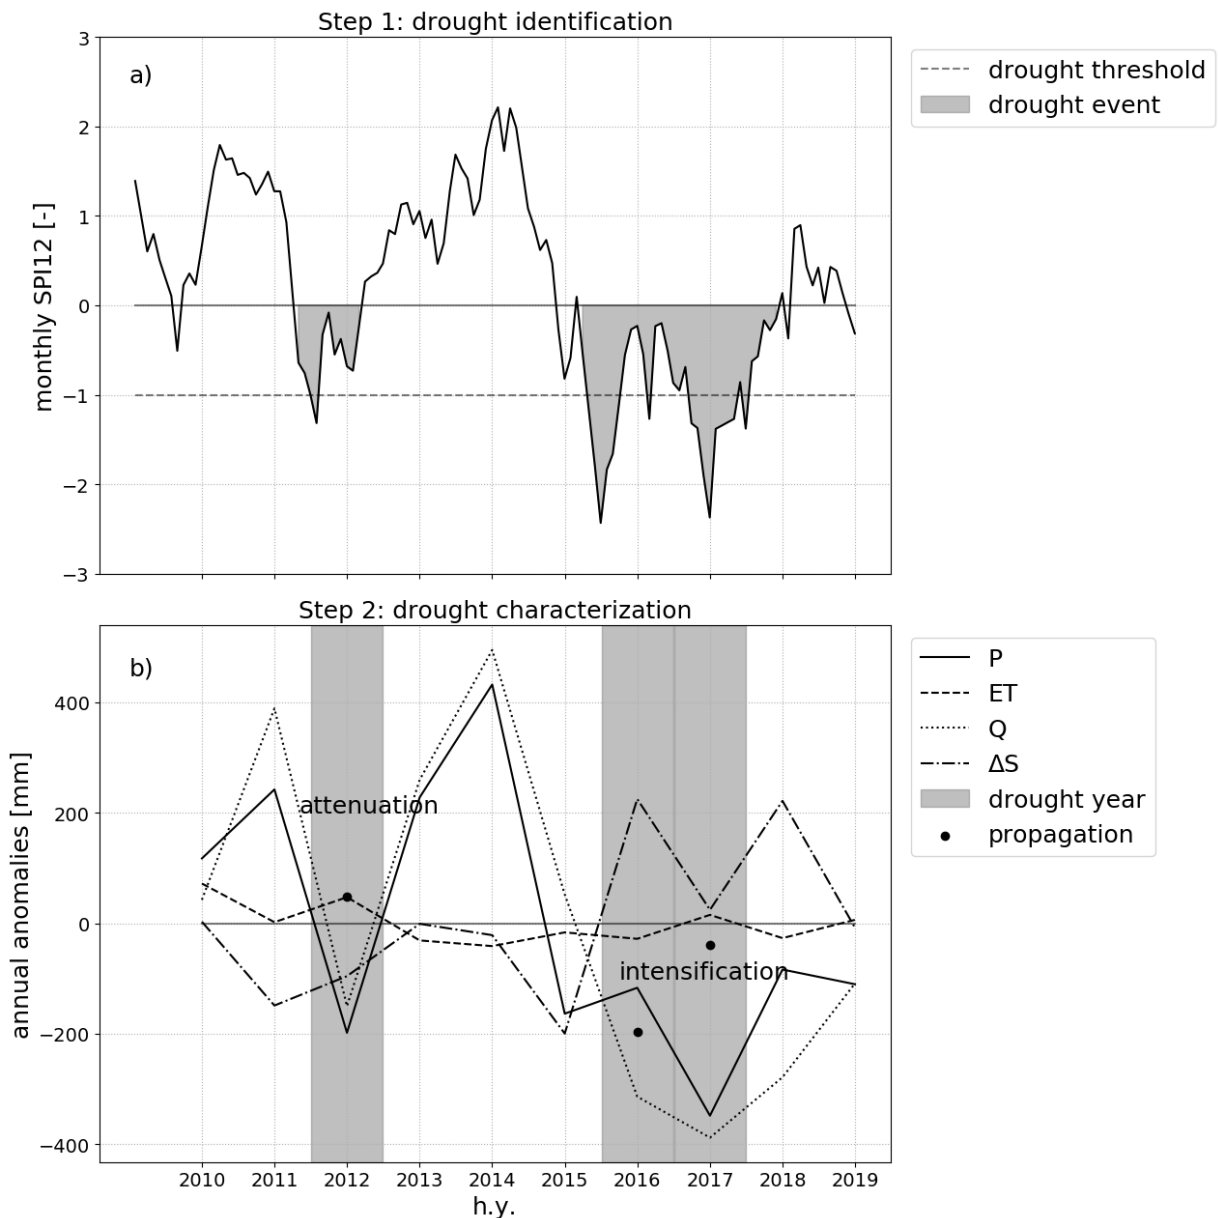 Step 1: drought identification
a)
3
2
1
0
−1
−2
−3
monthly SPI12 [-]
drought threshold
drought event
Step 2: drought characterization
b)
400
200
0
−200
−400
annual anomalies [mm]
attenuation
intensification
P
ET
Q
ΔS
drought year
propagation
2010 2011 2012 2013 2014 2015 2016 2017 2018 2019
h.y.